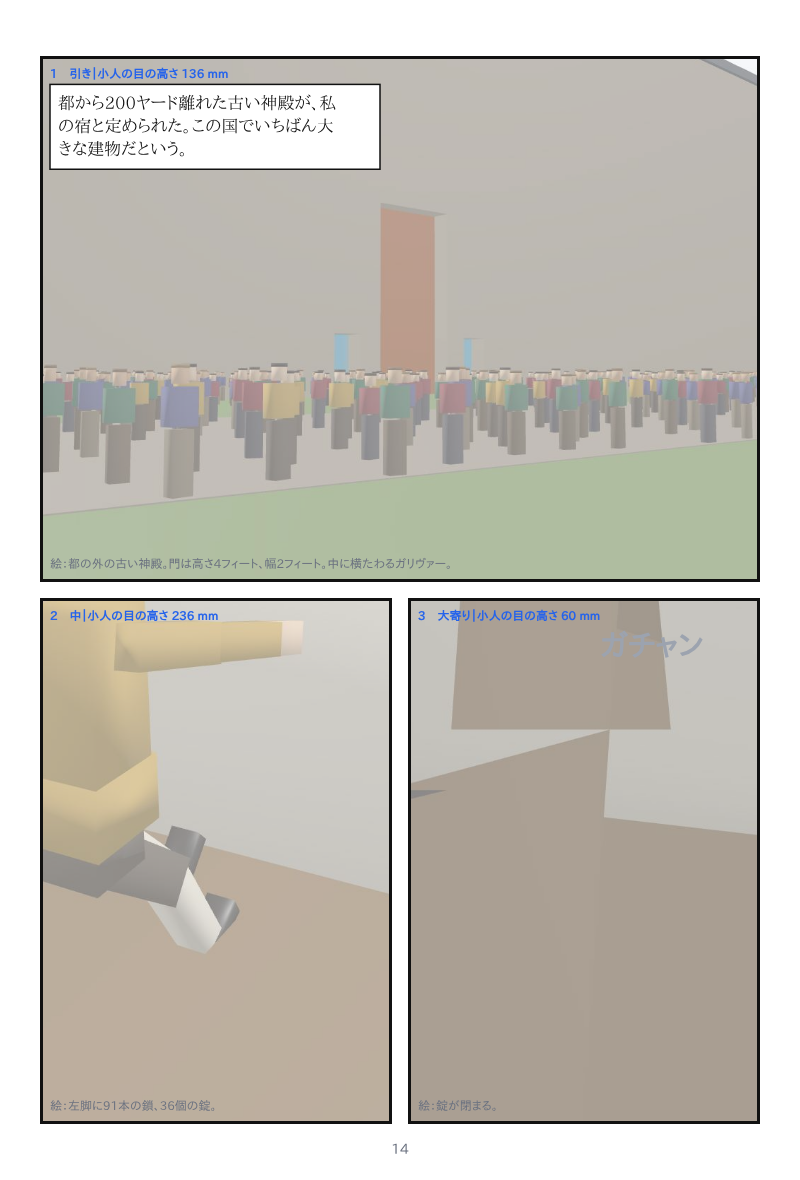 1 引き|小人の目の高さ 136 mm
都から200ヤード離れた古い神殿が、私
の宿と定められた。この国でいちばん大
きな建物だという。
絵:都の外の古い神殿。門は高さ4フィート、幅2フィート。中に横たわるガリヴァー。
2 中|小人の目の高さ 236 mm
絵:左脚に91本の鎖、36個の錠。
3 大寄り|小人の目の高さ 60 mm
ガチャン
絵:錠が閉まる。
14